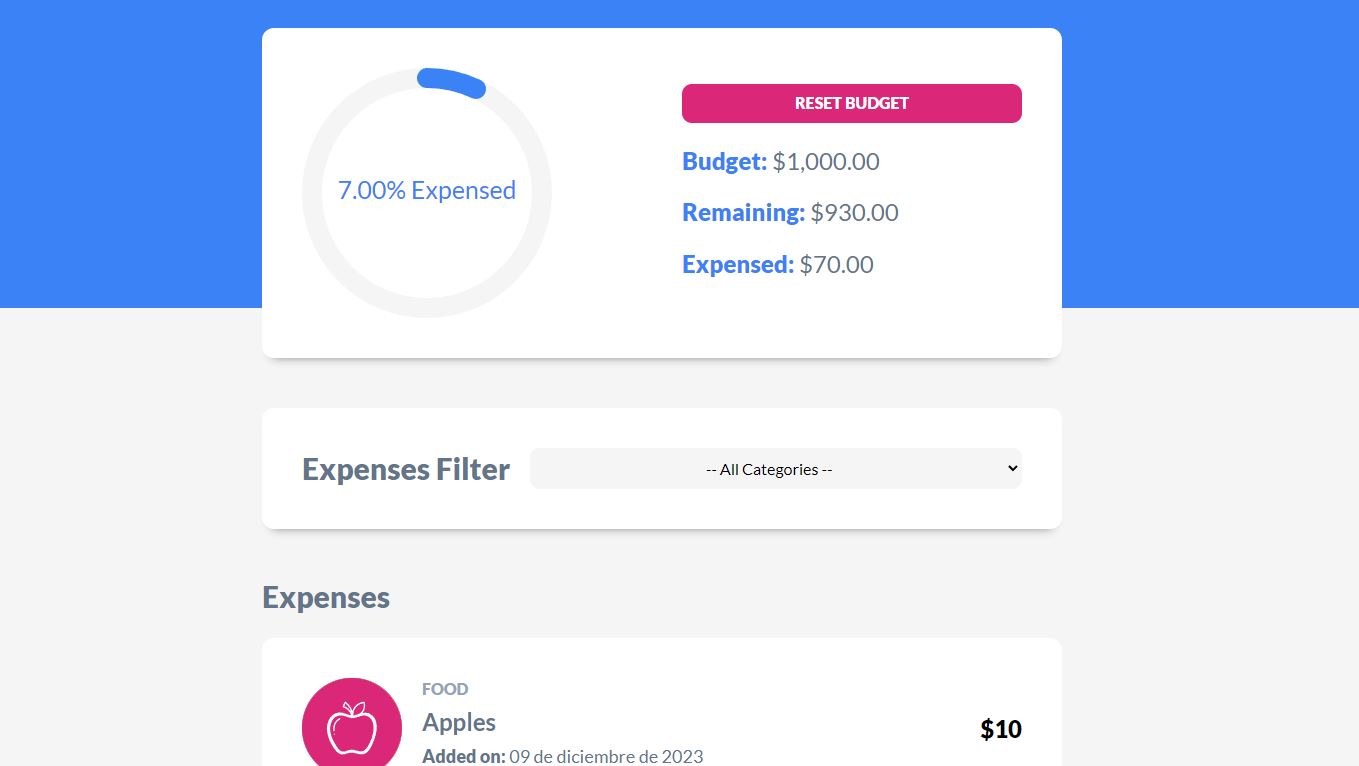 7.00% Expensed
RESET BUDGET
Budget: $1,000.00
Remaining: $930.00
Expensed: $70.00
Expenses Filter
-- All Categories --
Expenses
FOOD
Apples
$10
Added on: 09 de diciembre de 2023